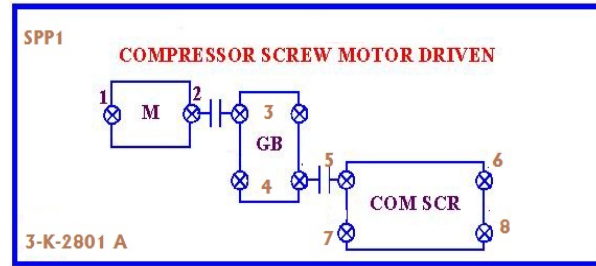 SPP1
COMPRESSOR SCREW MOTOR DRIVEN
1
2
M
3
GB
4
5
6
COM SCR
7
8
3-K-2801 A